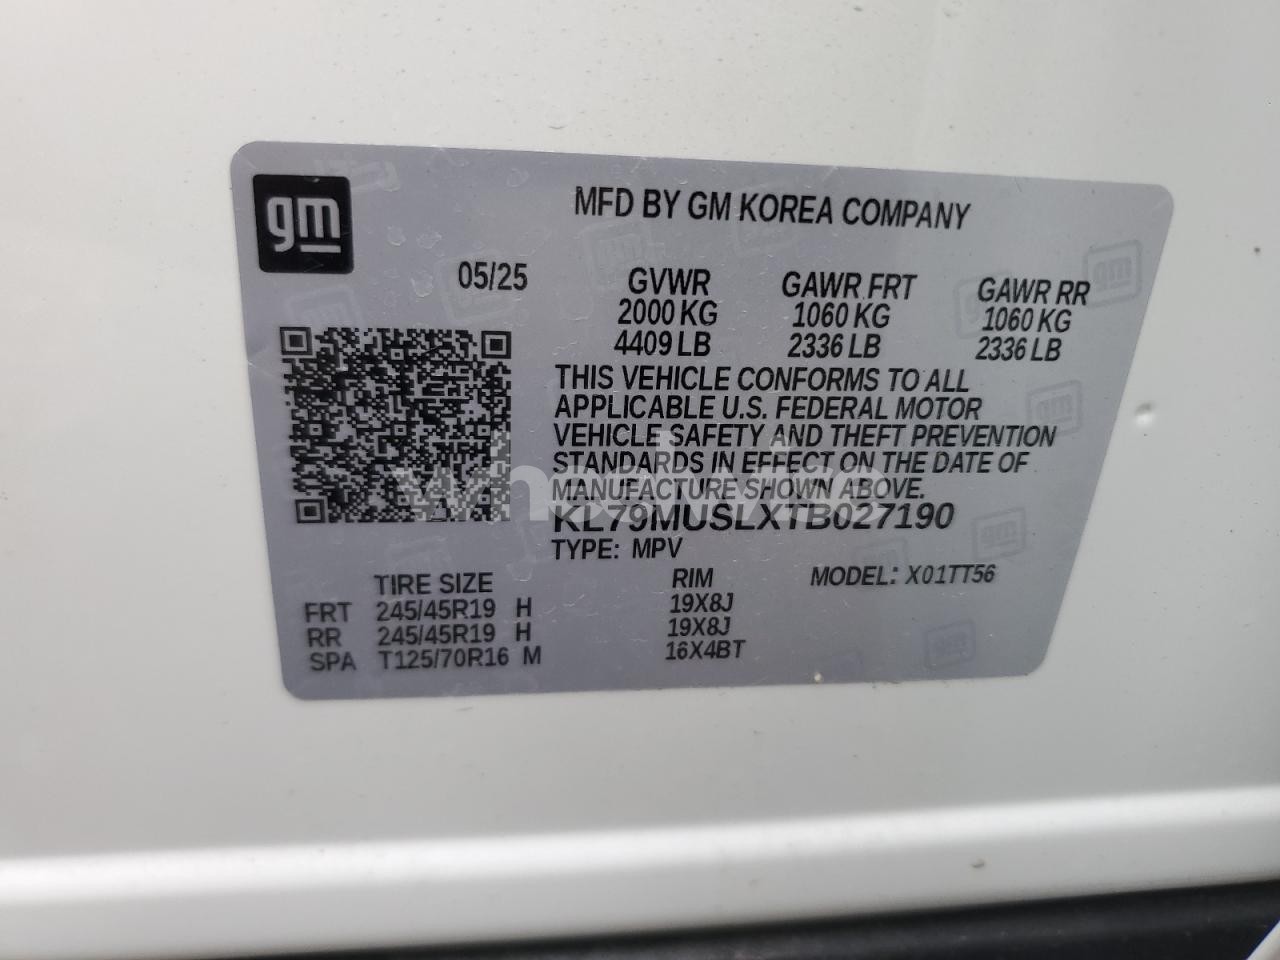 gm
MFD BY GM KOREA COMPANY
05/25 GVWR GAWR FRT GAWR RR
2000 KG 1060 KG 1060 KG
4409 LB 2336 LB 2336 LB
THIS VEHICLE CONFORMS TO ALL
APPLICABLE U.S. FEDERAL MOTOR
VEHICLE SAFETY AND THEFT PREVENTION
STANDARDS IN EFFECT ON THE DATE OF
MANUFACTURE SHOWN ABOVE.
KL79MUSLXTB027190
TYPE: MPV MODEL: X01TT56
TIRE SIZE RIM
FRT 245/45R19 H 19X8J
RR 245/45R19 H 19X8J
SPA T125/70R16 M 16X4BT